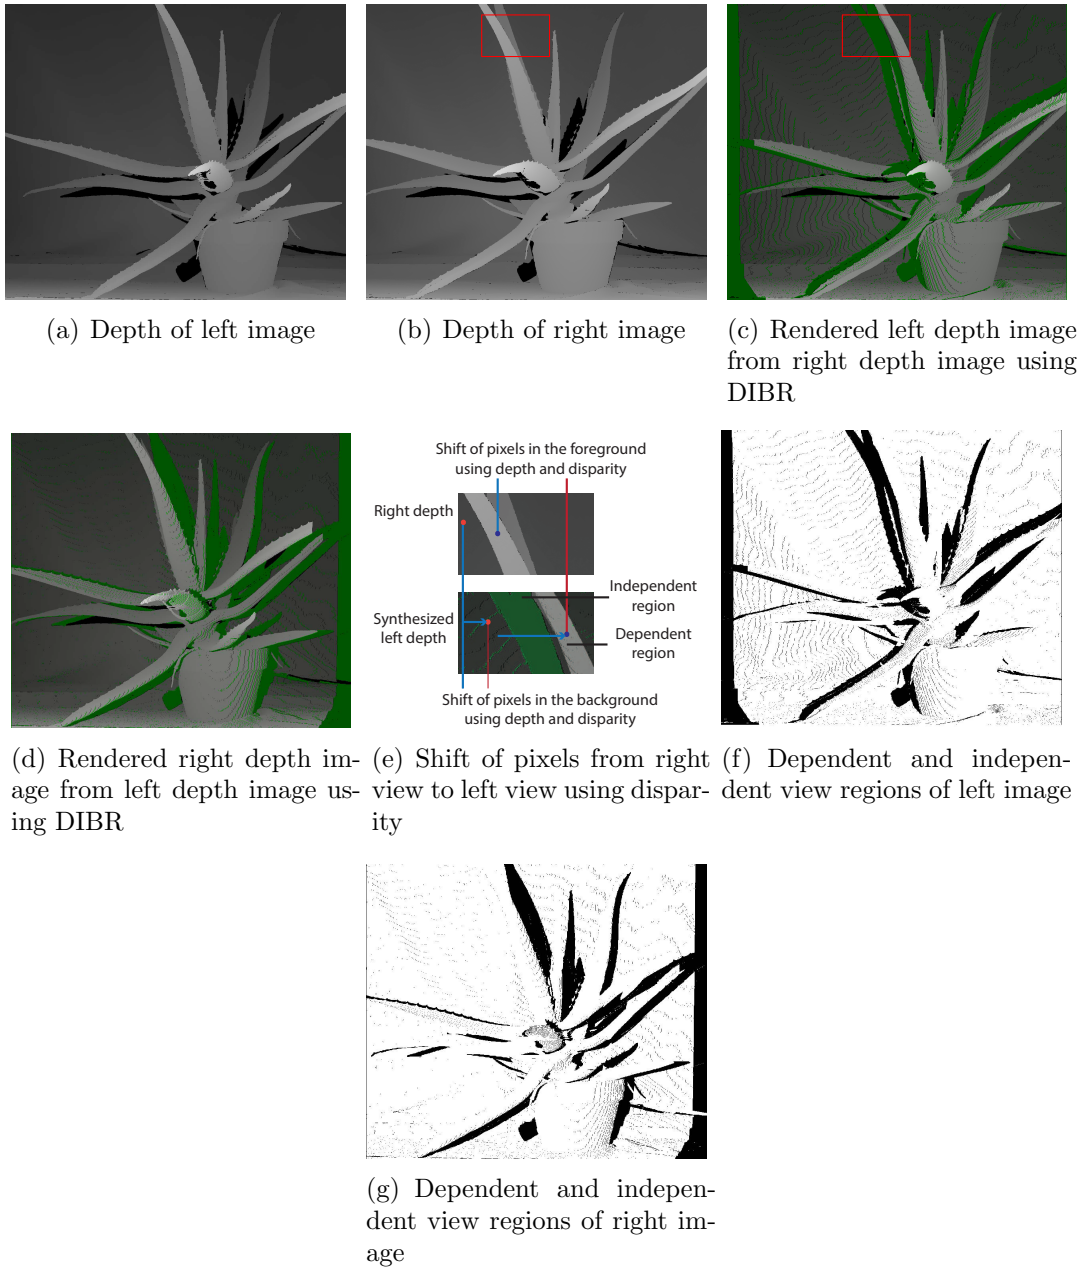 (a) Depth of left image
(b) Depth of right image
(c) Rendered left depth image
from right depth image using
DIBR
(d) Rendered right depth im-
age from left depth image us-
ing DIBR
Shift of pixels in the foreground
using depth and disparity
Right depth
Independent
region
Synthesized
left depth
Dependent
region
Shift of pixels in the background
using depth and disparity
(e) Shift of pixels from right
view to left view using dispar-
ity
(f) Dependent and indepen-
dent view regions of left image
(g) Dependent and indepen-
dent view regions of right im-
age